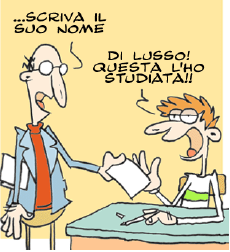 ...SCRIVA IL
SUO NOME
DI LUSSO!
QUESTA L'HO
STUDIATA!!